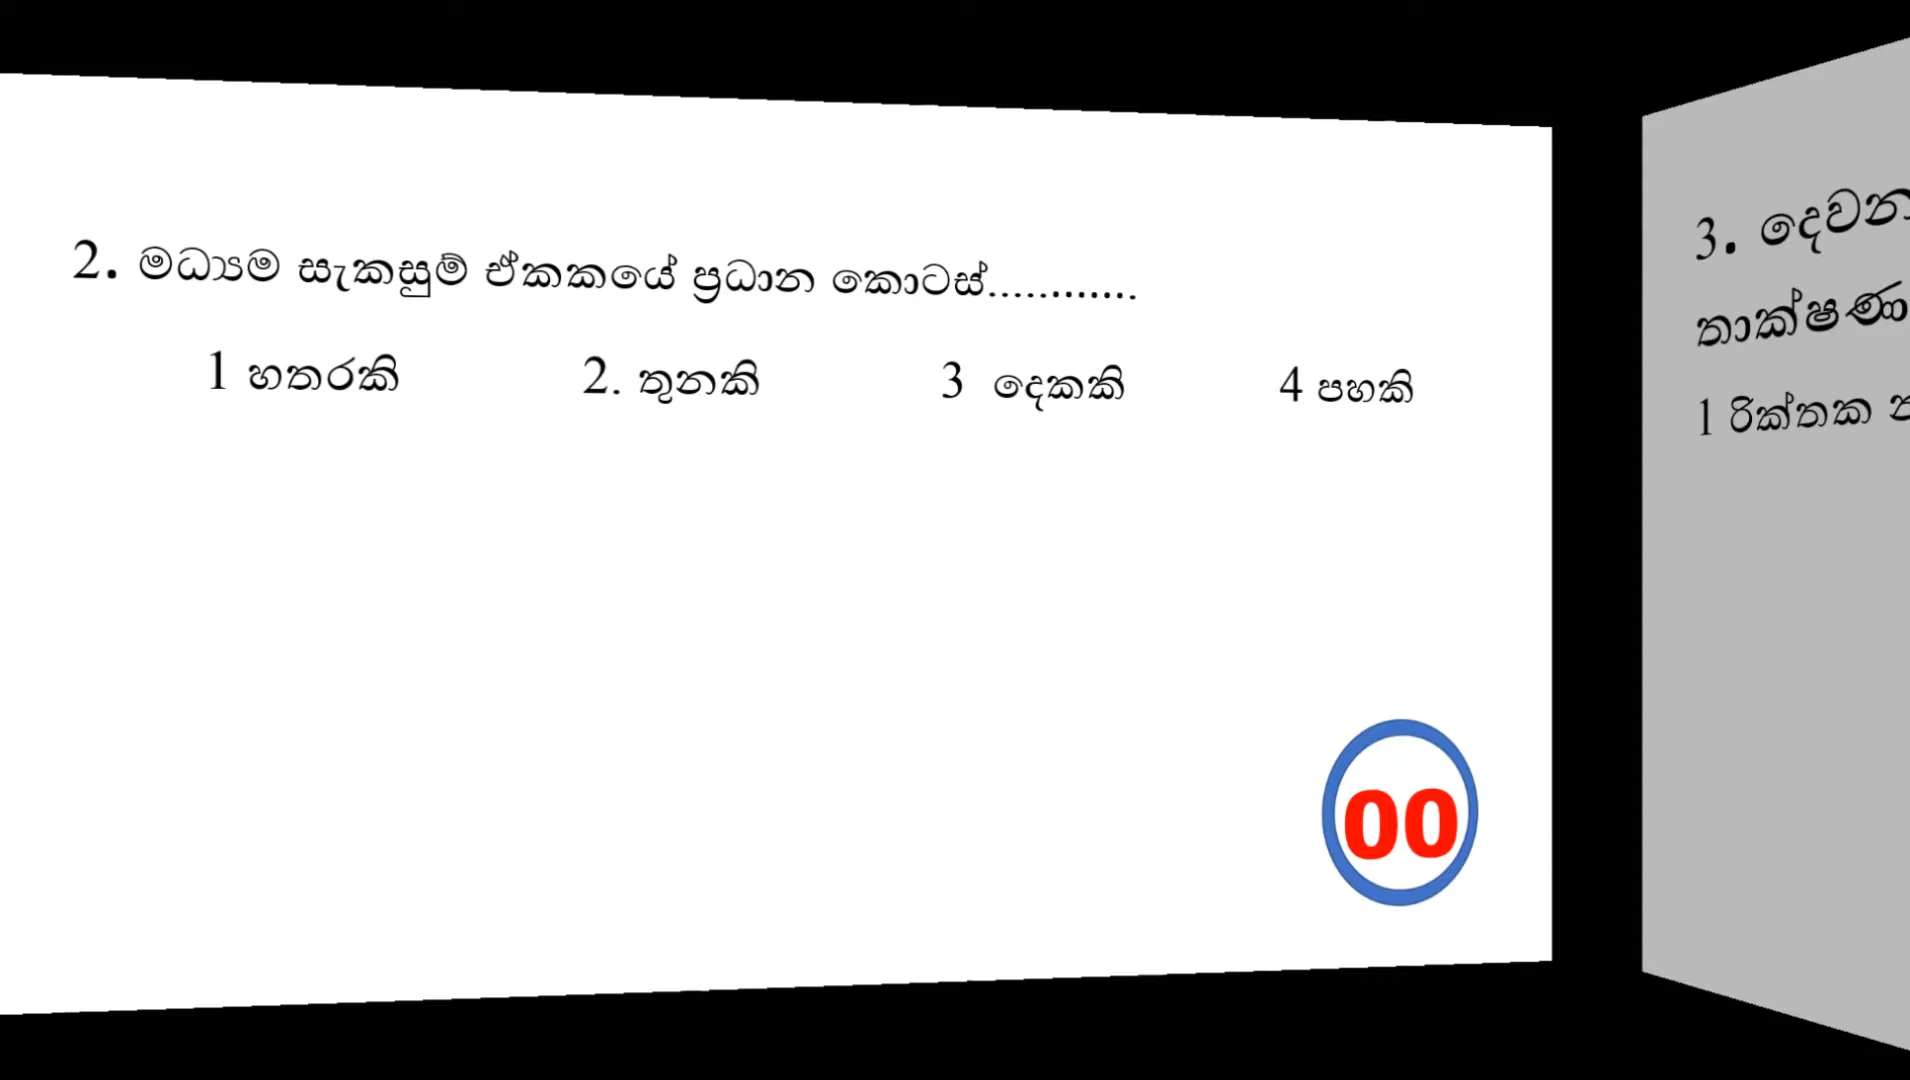 2. මධ්‍යම සැකසුම් ඒකකයේ ප්‍රධාන කොටස්............
1 හතරකි 2. තුනකි 3 දෙකකි 4 පහකි
00
3. දෙවන
තාක්ෂණ
1 රික්තක